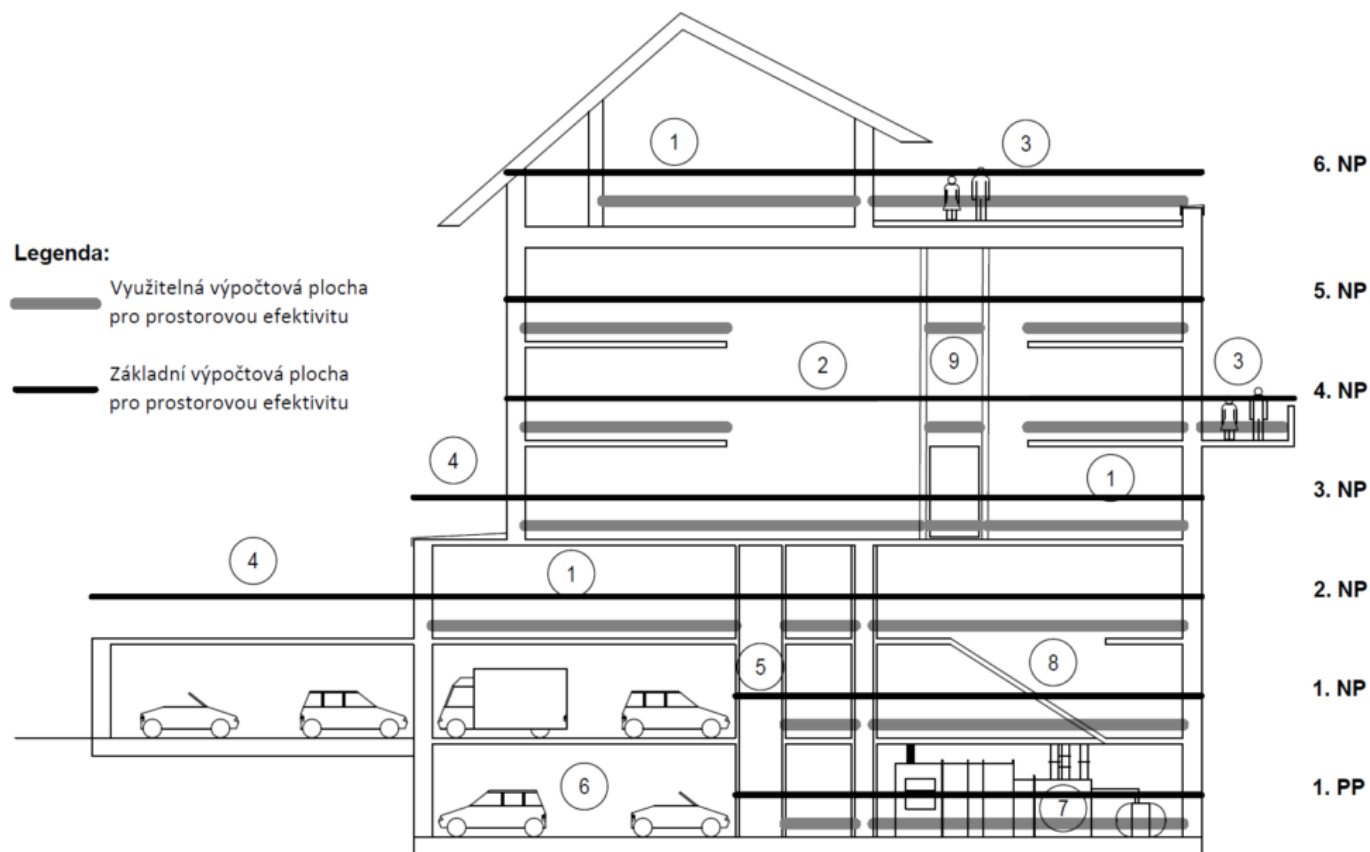 1
3
6. NP
Legenda:
Využitelná výpočtová plocha
pro prostorovou efektivitu
5. NP
Základní výpočtová plocha
pro prostorovou efektivitu
2
9
3
4. NP
4
1
3. NP
4
1
2. NP
5
8
1. NP
6
7
1. PP